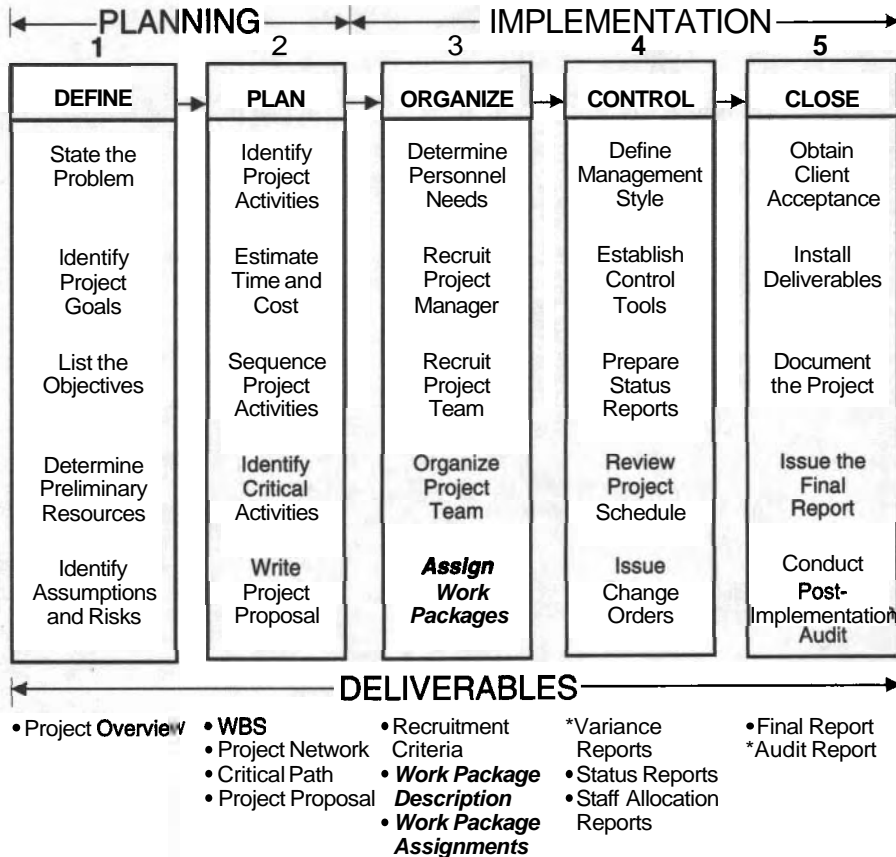 PLANNING
IMPLEMENTATION
1
2
3
4
5
DEFINE
PLAN
ORGANIZE
CONTROL
CLOSE
State the
Problem
Identify
Project
Goals
List the
Objectives
Determine
Preliminary
Resources
Identify
Assumptions
and Risks
Identify
Project
Activities
Estimate
Time and
Cost
Sequence
Project
Activities
Identify
Critical
Activities
Write
Project
Proposal
Determine
Personnel
Needs
Recruit
Project
Manager
Recruit
Project
Team
Organize
Project
Team
Assign
Work
Packages
Define
Management
Style
Establish
Control
Tools
Prepare
Status
Reports
Review
Project
Schedule
Issue
Change
Orders
Obtain
Client
Acceptance
Install
Deliverables
Document
the Project
Issue the
Final
Report
Conduct
Post-
Implementation
Audit
DELIVERABLES
• Project Overview
• WBS
• Project Network
• Critical Path
• Project Proposal
• Recruitment
Criteria
• Work Package
Description
• Work Package
Assignments
*Variance
Reports
• Status Reports
• Staff Allocation
Reports
• Final Report
*Audit Report